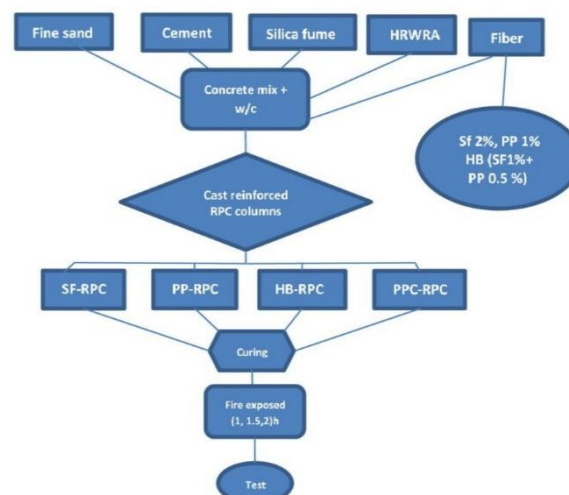 Fine sand
Cement
Silica fume
HRWRA
Fiber
Concrete mix +
w/c
Sf 2%, PP 1%
HB (SF1%+
PP 0.5 %)
Cast reinforced
RPC columns
SF-RPC
PP-RPC
HB-RPC
PPC-RPC
Curing
Fire exposed
(1, 1.5,2)h
Test